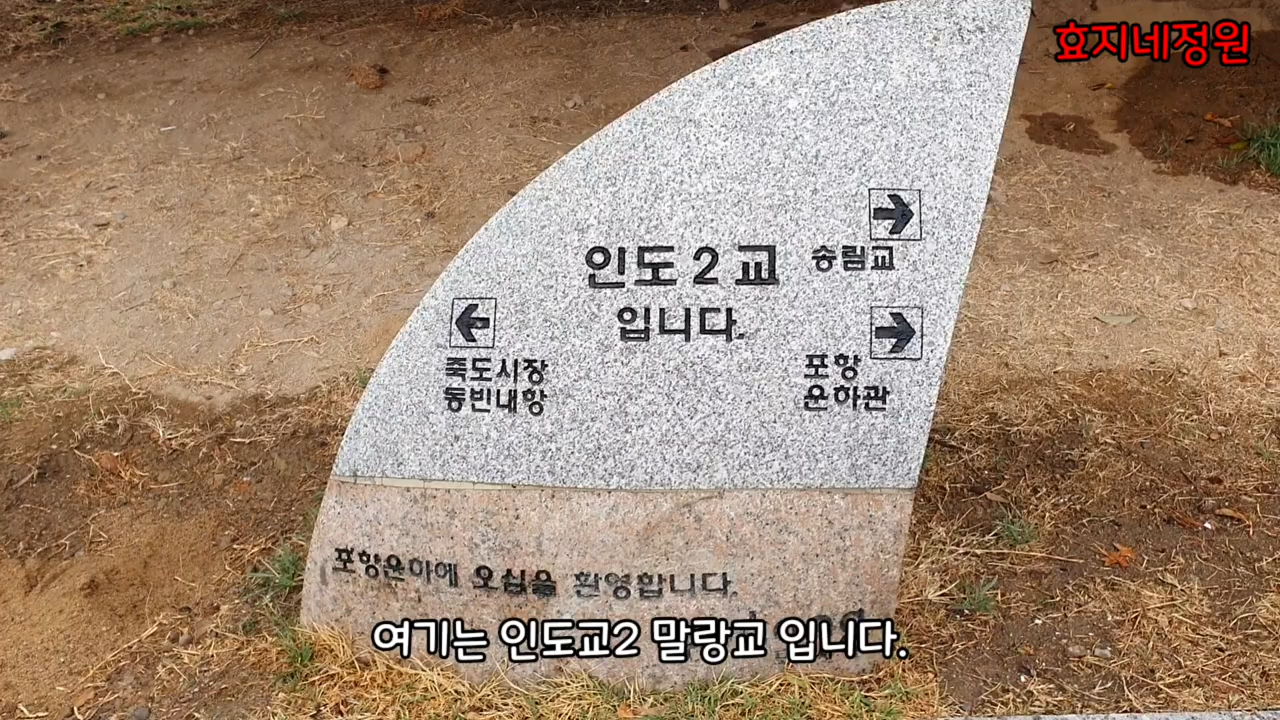 효지네정원
송림교
인도2교
입니다.
죽도시장
동빈내항
포항
운하관
포항운하에 오심을 환영합니다.
여기는 인도교2 말랑교 입니다.